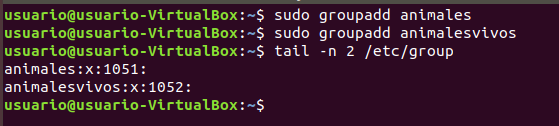 usuario@usuario-VirtualBox:~$ sudo groupadd animales
usuario@usuario-VirtualBox:~$ sudo groupadd animalesvivos
usuario@usuario-VirtualBox:~$ tail -n 2 /etc/group
animales:x:1051:
animalesvivos:x:1052:
usuario@usuario-VirtualBox:~$